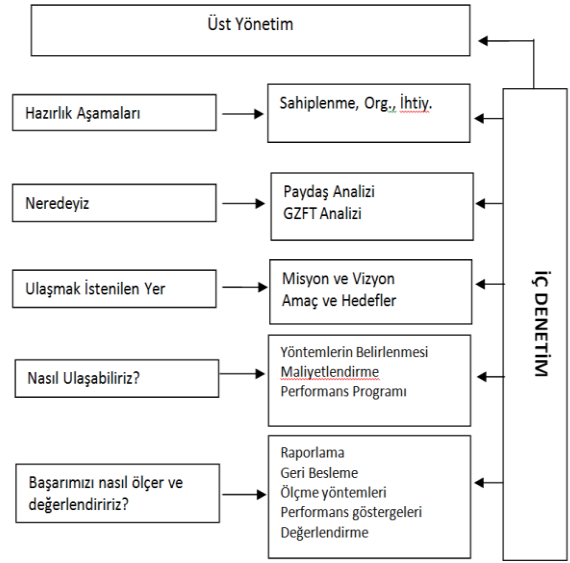 Üst Yönetim
Hazırlık Aşamaları
Sahiplenme, Org., İhtiy.
Neredeyiz
Paydaş Analizi
GZFT Analizi
Ulaşmak İstenilen Yer
Misyon ve Vizyon
Amaç ve Hedefler
Nasıl Ulaşabiliriz?
Yöntemlerin Belirlenmesi
Maliyetlendirme
Performans Programı
Başarımızı nasıl ölçer ve
değerlendiririz?
Raporlama
Geri Besleme
Ölçme yöntemleri
Performans göstergeleri
Değerlendirme
İÇ DENETİM